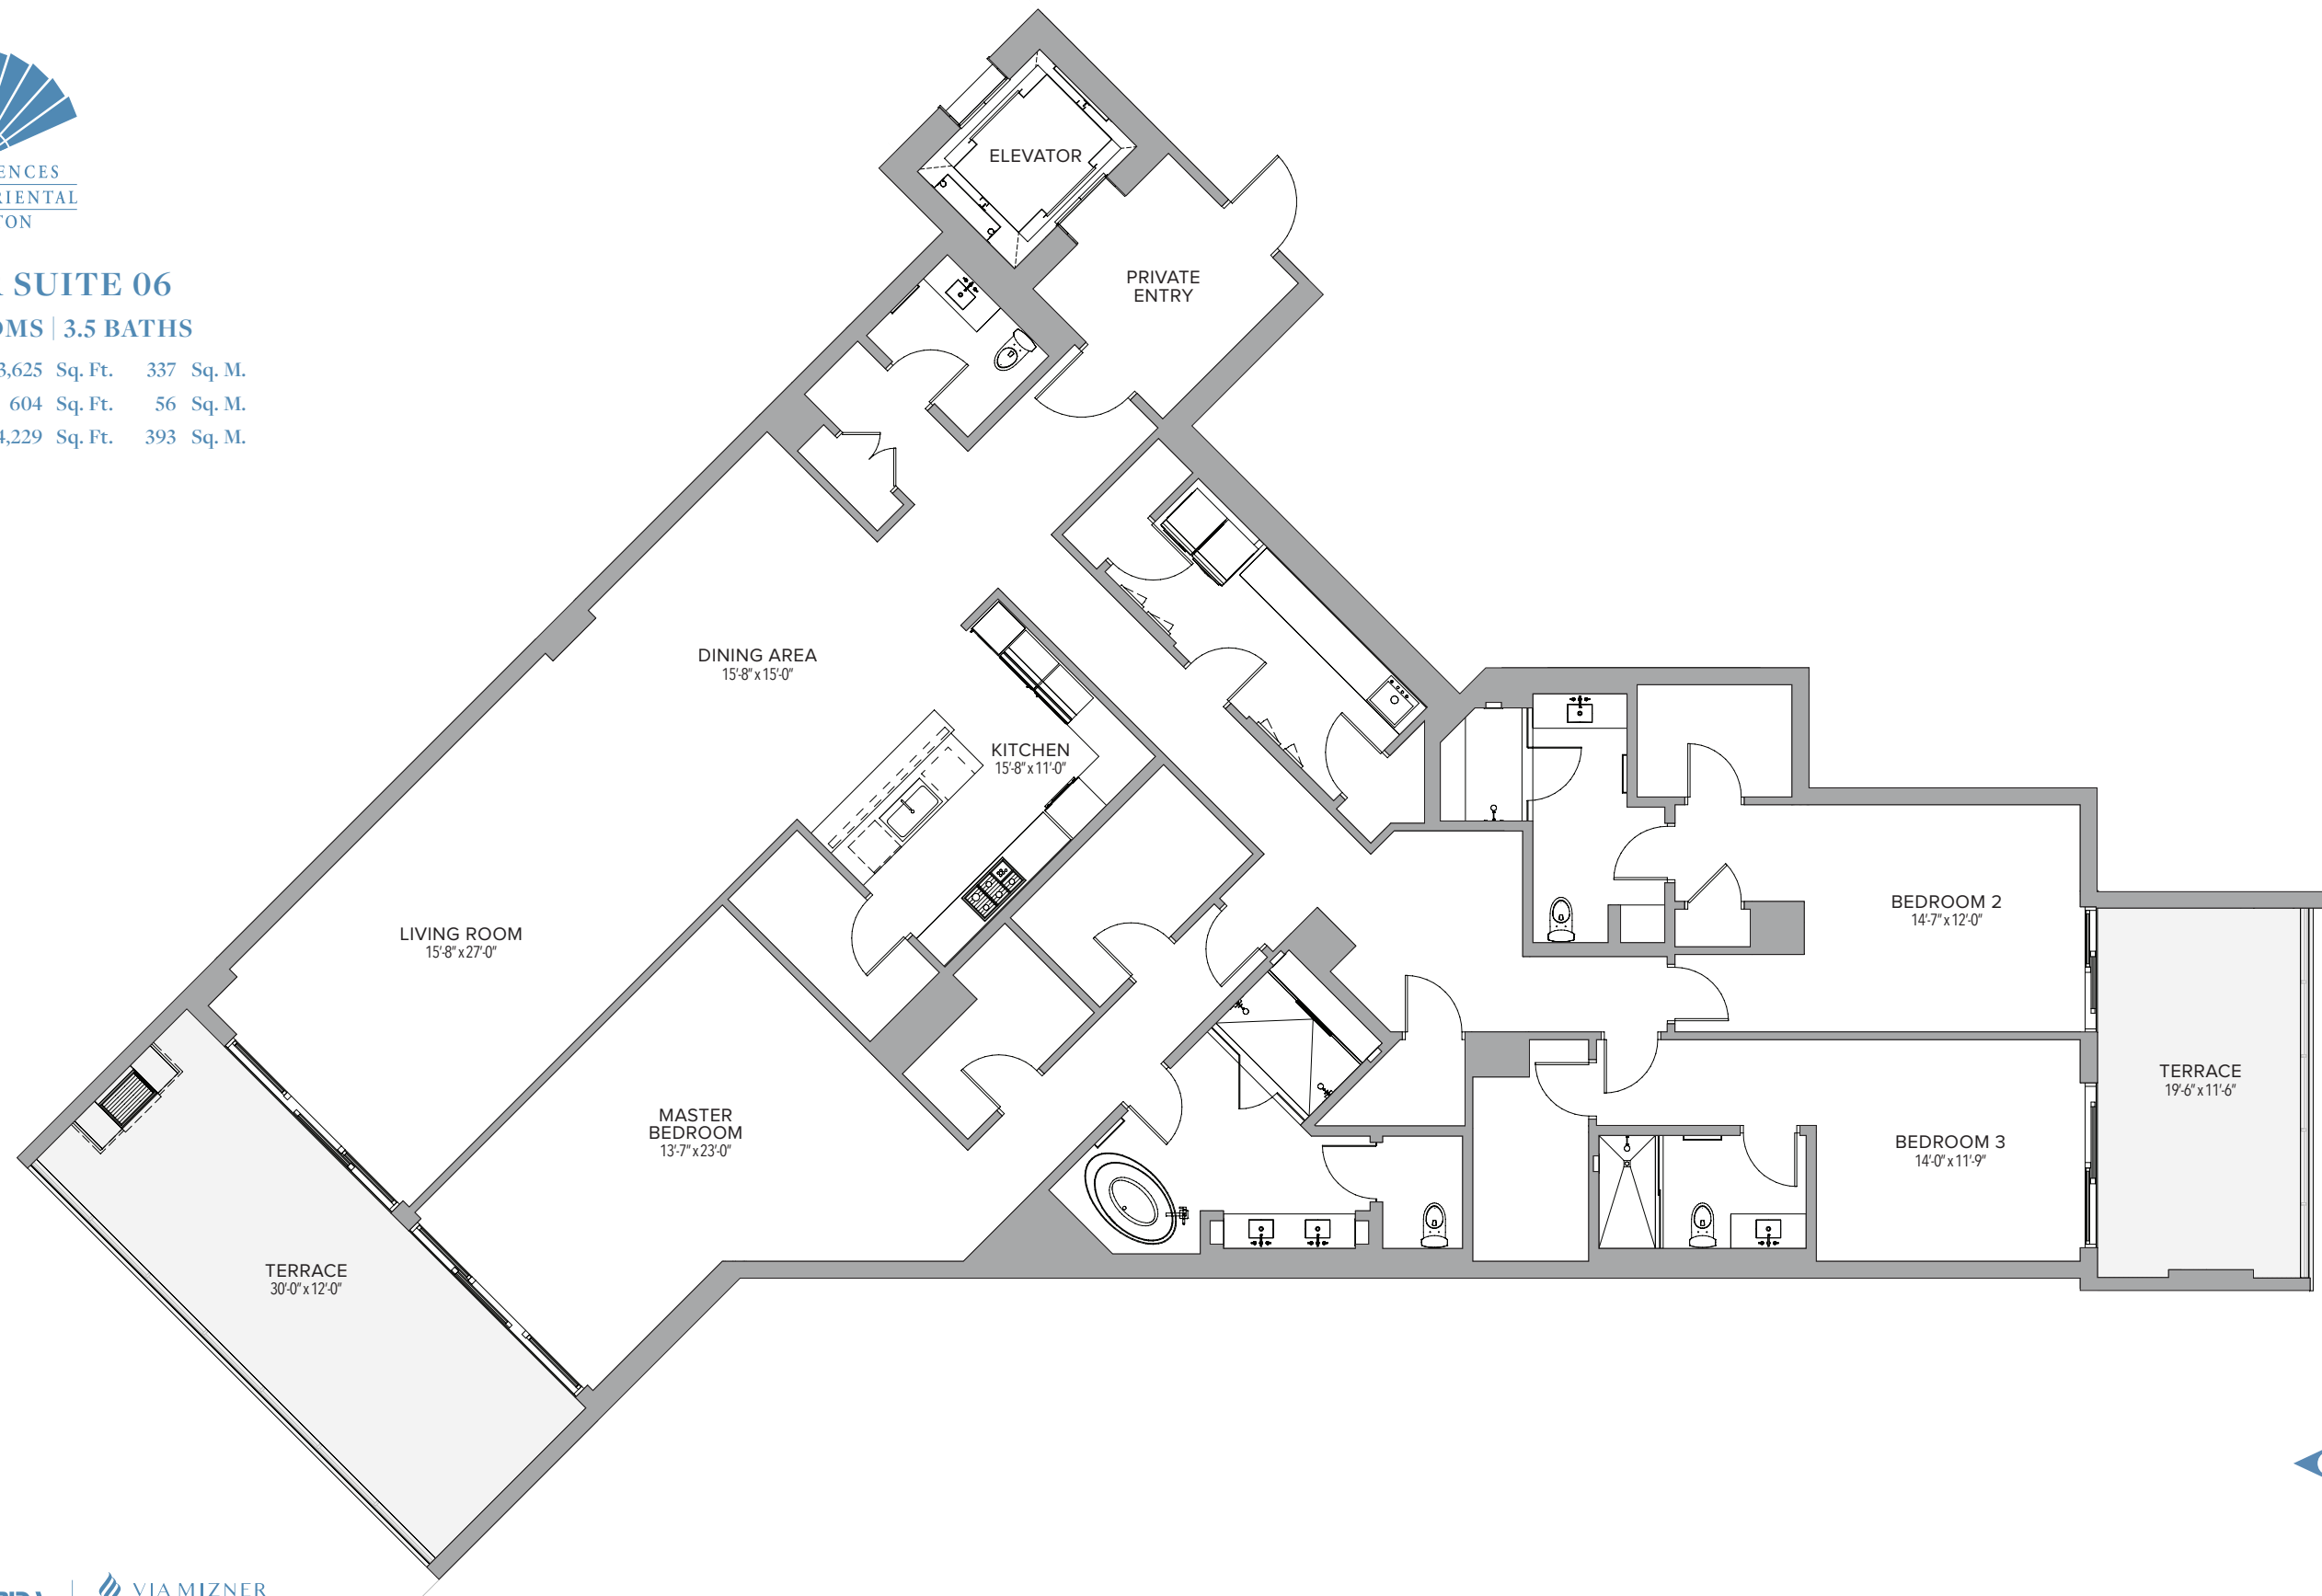 ENCES
RIENTAL
TON
SUITE 06
OMS | 3.5 BATHS
3,625 Sq. Ft. 337 Sq. M.
604 Sq. Ft. 56 Sq. M.
4,229 Sq. Ft. 393 Sq. M.
ELEVATOR
PRIVATE
ENTRY
DINING AREA
15'-8" x 15'-0"
KITCHEN
15'-8" x 11'-0"
LIVING ROOM
15'-8" x 27'-0"
BEDROOM 2
14'-7" x 12'-0"
TERRACE
19'-6" x 11'-6"
MASTER
BEDROOM
13'-7" x 23'-0"
BEDROOM 3
14'-0" x 11'-9"
TERRACE
30'-0" x 12'-0"
VIA MIZNER